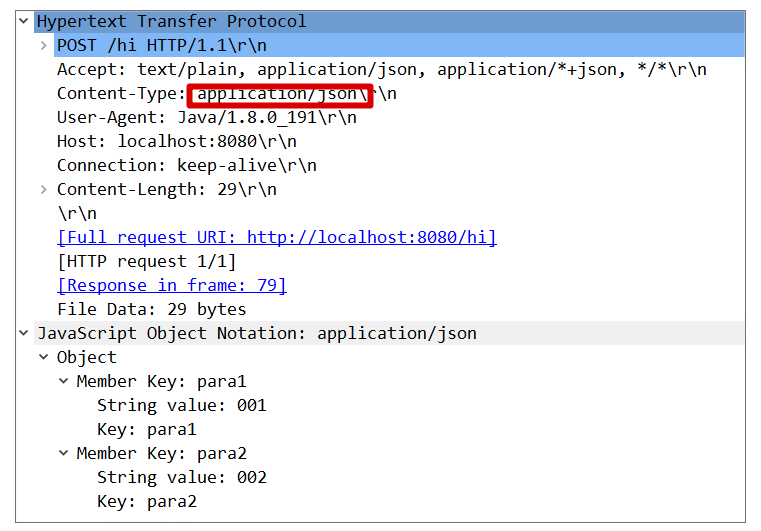 Hypertext Transfer Protocol
POST /hi HTTP/1.1\r\n
Accept: text/plain, application/json, application/*+json, */*\r\n
Content-Type: application/json\r\n
User-Agent: Java/1.8.0_191\r\n
Host: localhost:8080\r\n
Connection: keep-alive\r\n
Content-Length: 29\r\n
\r\n
[Full request URI: http://localhost:8080/hi]
[HTTP request 1/1]
[Response in frame: 79]
File Data: 29 bytes
JavaScript Object Notation: application/json
Object
Member Key: para1
String value: 001
Key: para1
Member Key: para2
String value: 002
Key: para2